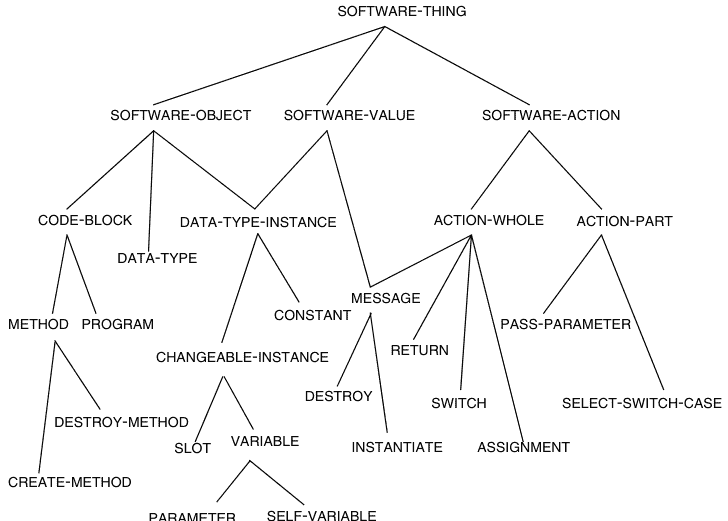 SOFTWARE-THING
SOFTWARE-OBJECT SOFTWARE-VALUE SOFTWARE-ACTION
CODE-BLOCK DATA-TYPE-INSTANCE ACTION-WHOLE ACTION-PART
DATA-TYPE
MESSAGE
CONSTANT
METHOD PROGRAM PASS-PARAMETER
RETURN
CHANGEABLE-INSTANCE
DESTROY
SWITCH SELECT-SWITCH-CASE
DESTROY-METHOD
VARIABLE
SLOT INSTANTIATE ASSIGNMENT
CREATE-METHOD
PARAMETER SELF-VARIABLE